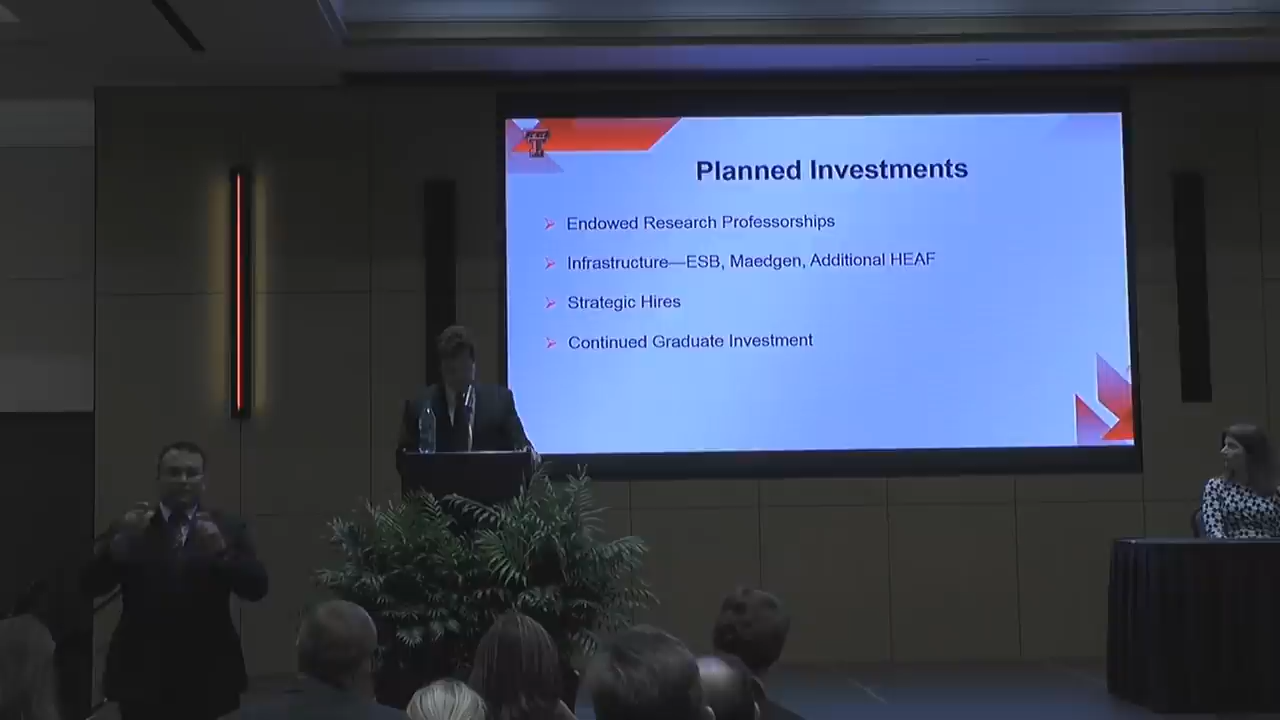 Planned Investments
Endowed Research Professorships
Infrastructure—ESB, Maedgen, Additional HEAF
Strategic Hires
Continued Graduate Investment